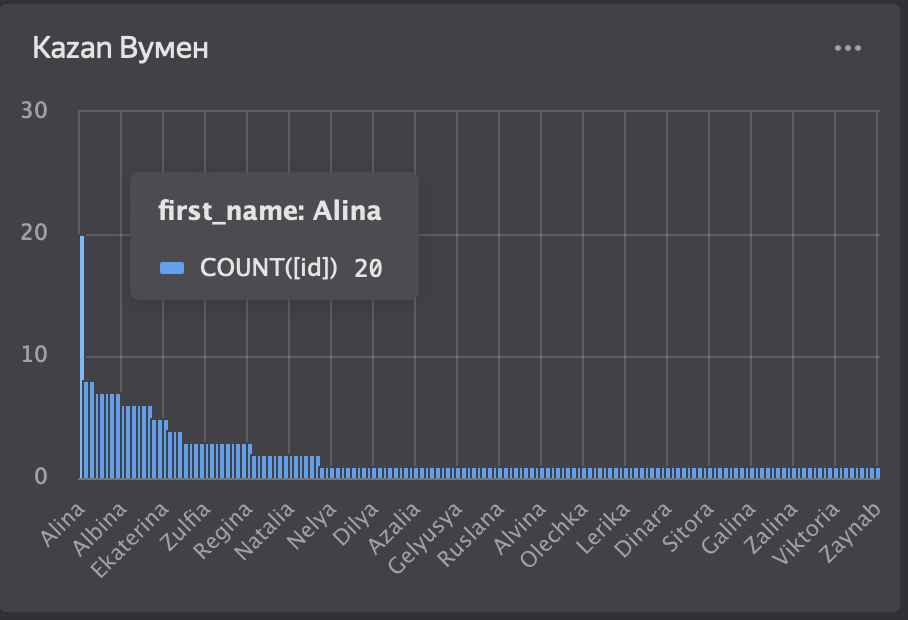 Kazan Вумен
30
20
10
0
first_name: Alina
COUNT([id]) 20
Alina
Albina
Ekaterina
Zulfia
Regina
Natalia
Nelya
Dilya
Azalia
Gelyusya
Ruslana
Alvina
Olechka
Lerika
Dinara
Sitora
Galina
Zalina
Viktoria
Zaynab